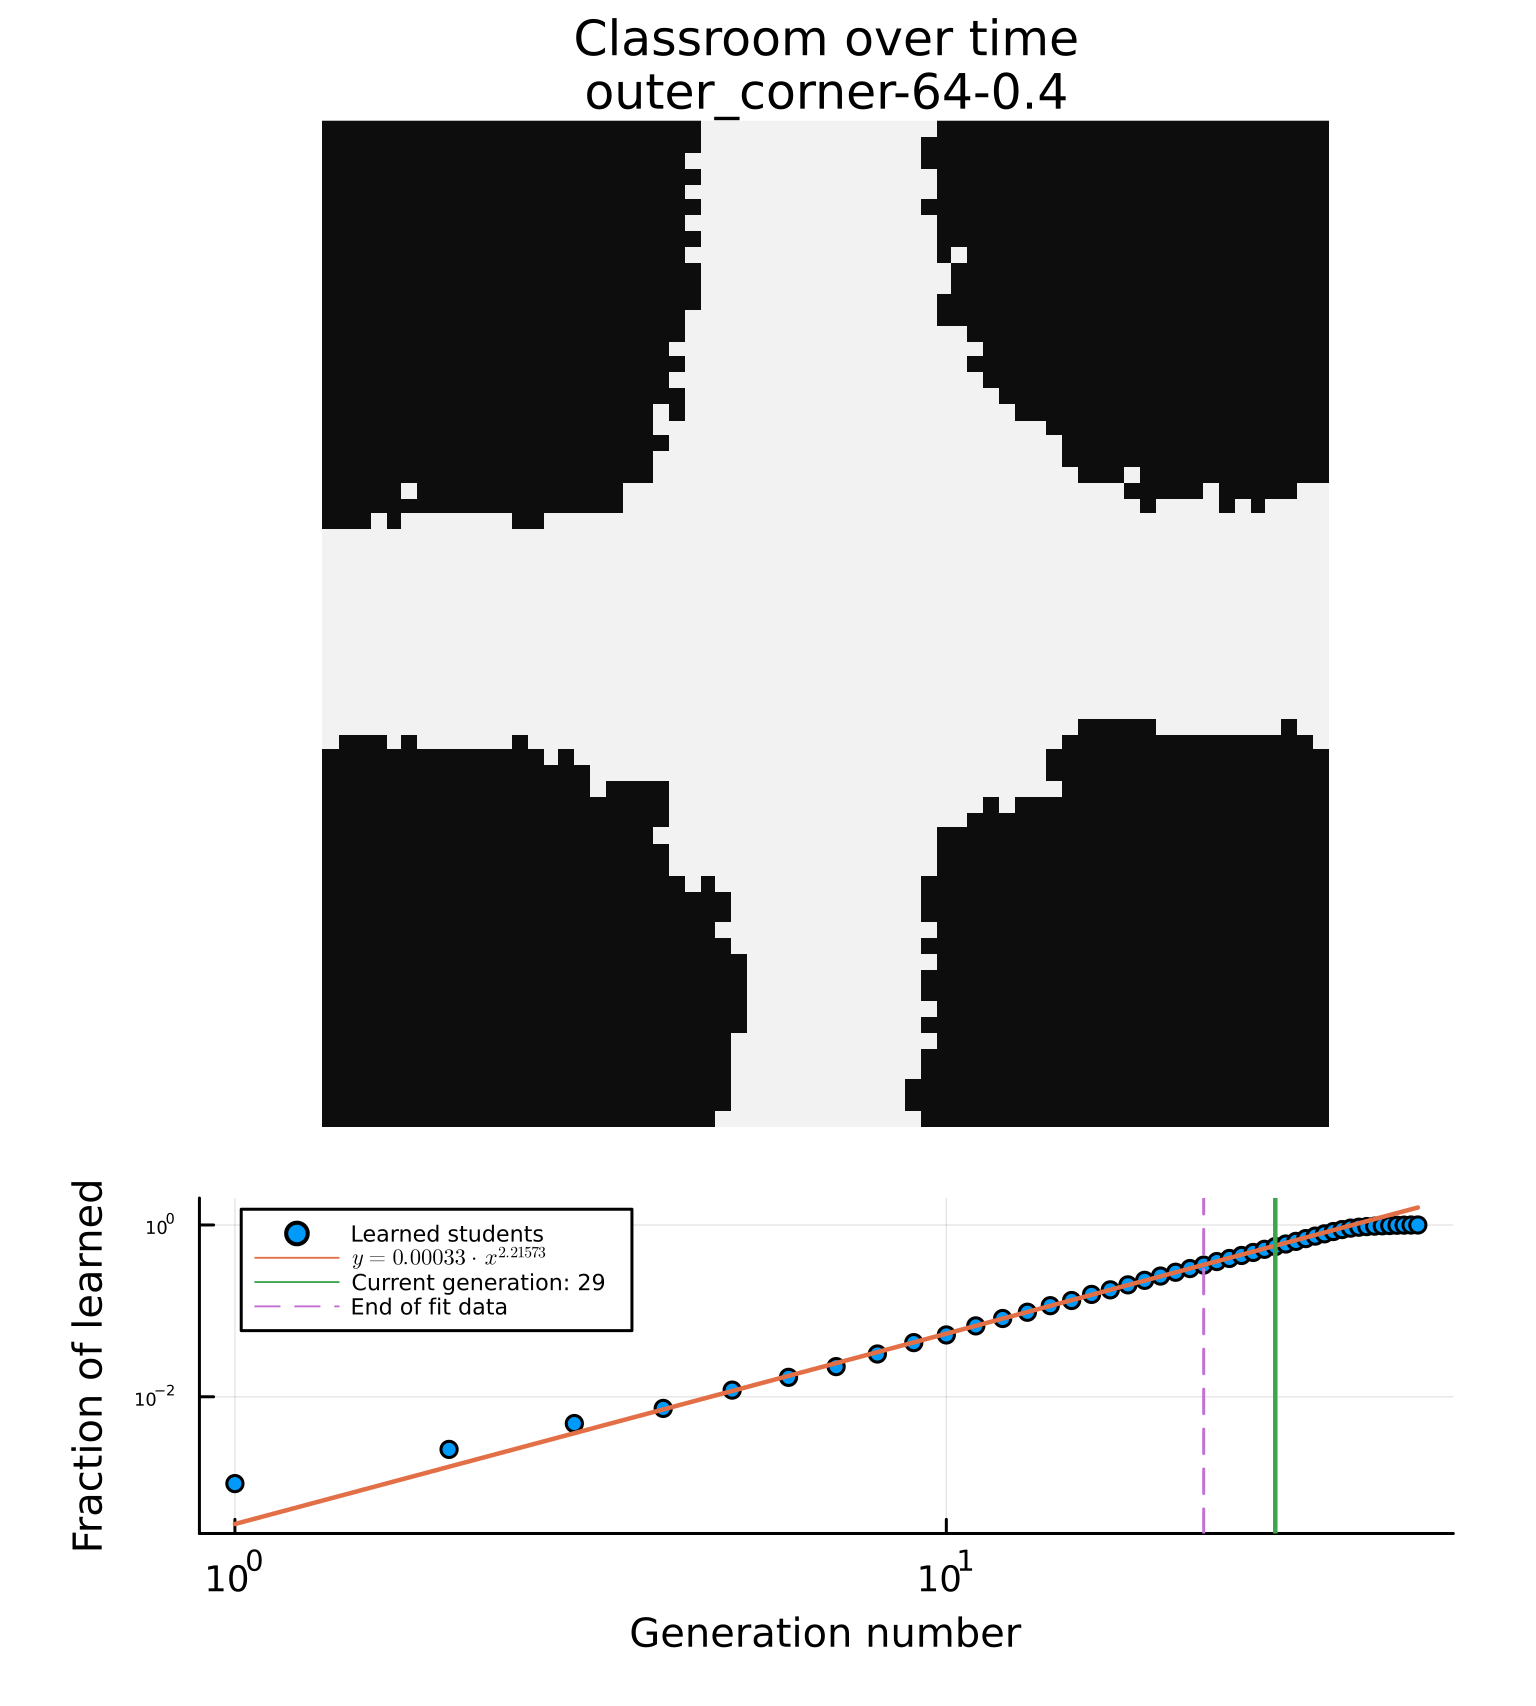 Classroom over time
outer_corner-64-0.4
Fraction of learned
10^0
10^-2
Learned students
y = 0.00033 · x^2.21573
Current generation: 29
End of fit data
10^0
10^1
Generation number